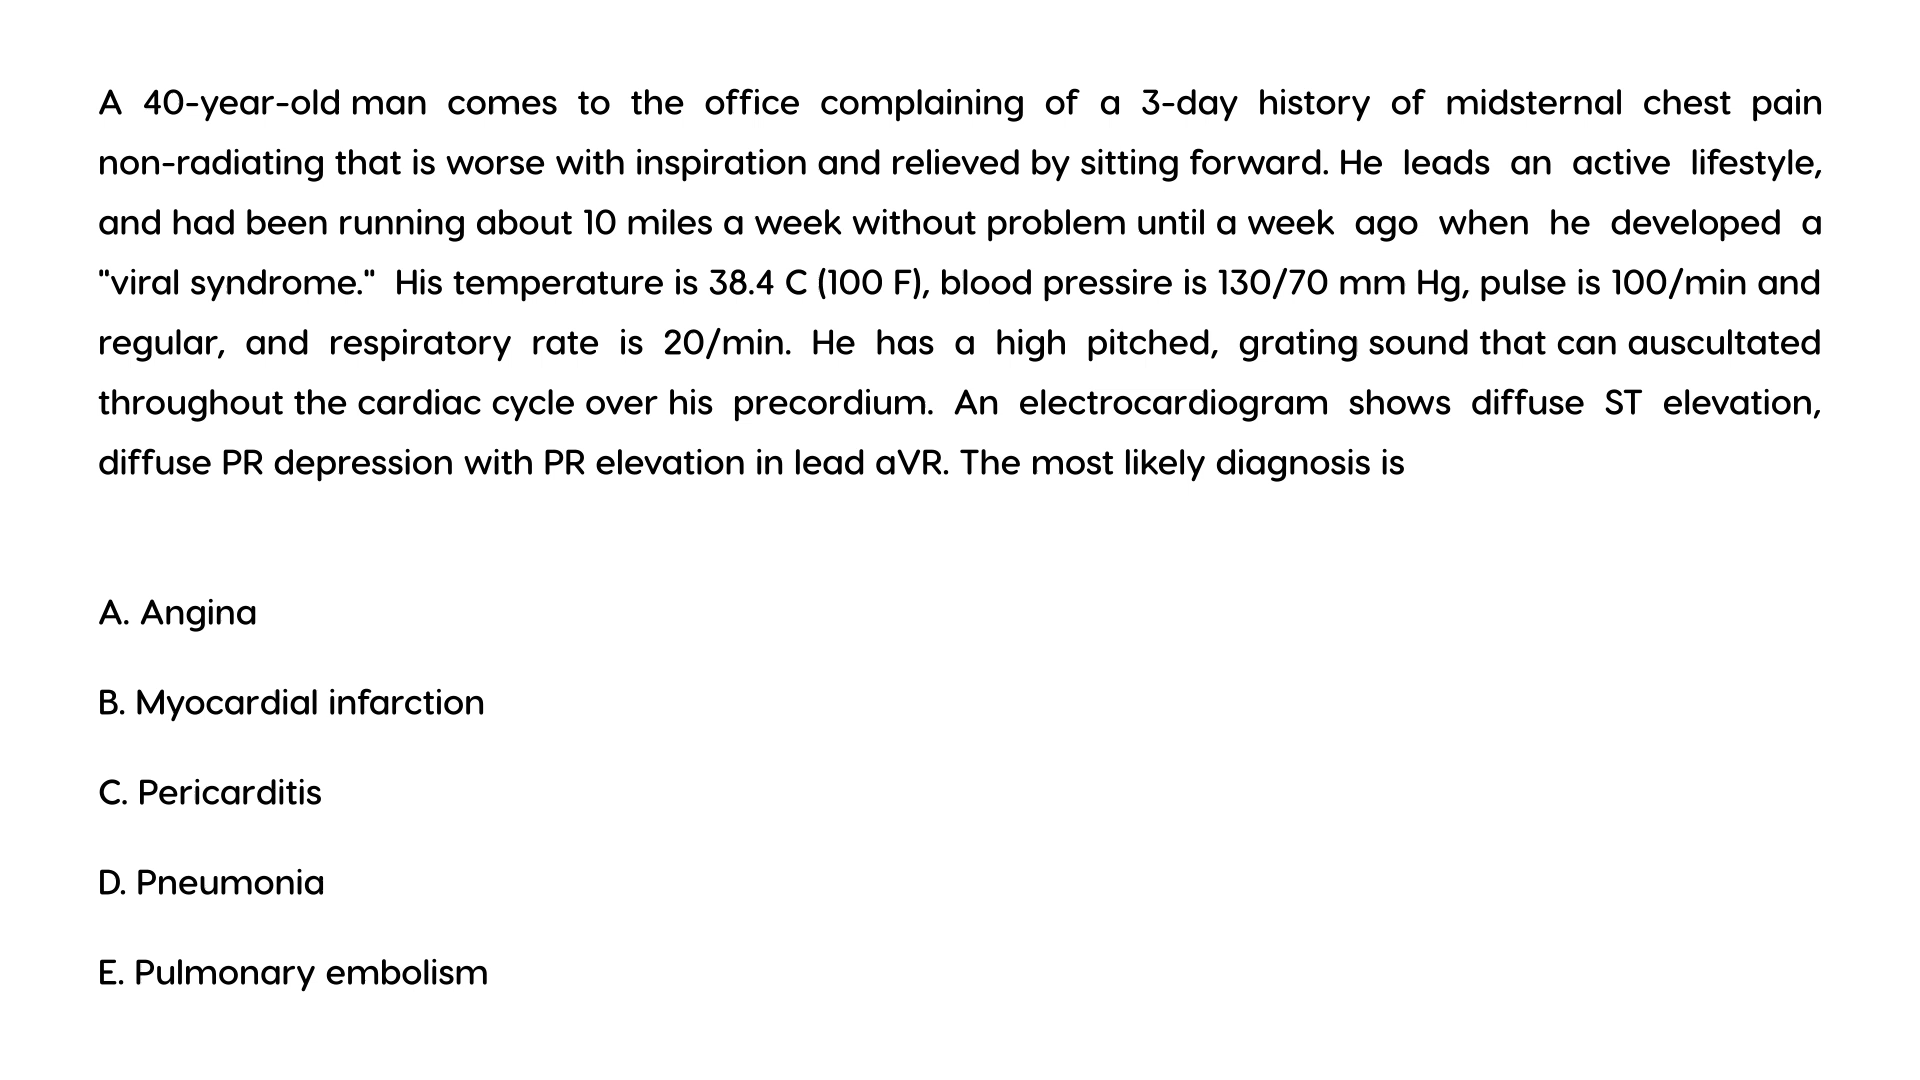 A 40-year-old man comes to the office complaining of a 3-day history of midsternal chest pain
non-radiating that is worse with inspiration and relieved by sitting forward. He leads an active lifestyle,
and had been running about 10 miles a week without problem until a week ago when he developed a
"viral syndrome." His temperature is 38.4 C (100 F), blood pressire is 130/70 mm Hg, pulse is 100/min and
regular, and respiratory rate is 20/min. He has a high pitched, grating sound that can auscultated
throughout the cardiac cycle over his precordium. An electrocardiogram shows diffuse ST elevation,
diffuse PR depression with PR elevation in lead aVR. The most likely diagnosis is
A. Angina
B. Myocardial infarction
C. Pericarditis
D. Pneumonia
E. Pulmonary embolism